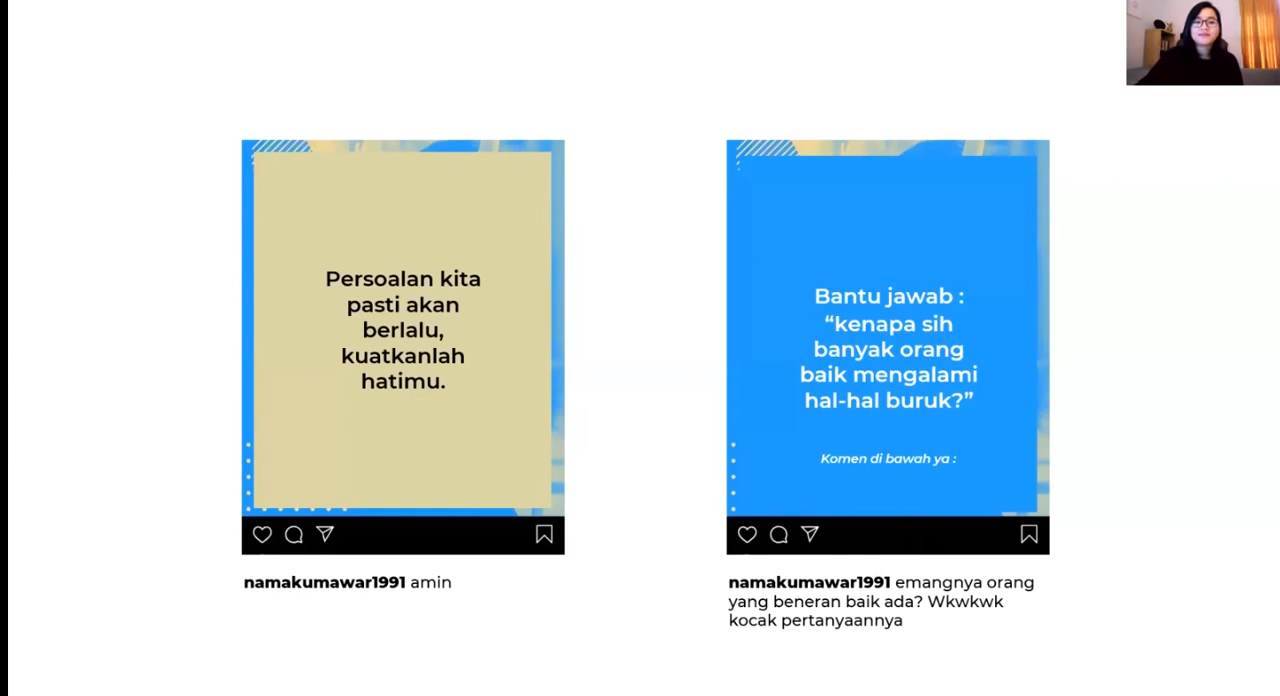 Persoalan kita
pasti akan
berlalu,
kuatkanlah
hatimu.
namakumawar1991 amin
Bantu jawab :
“kenapa sih
banyak orang
baik mengalami
hal-hal buruk?”
Komen di bawah ya :
namakumawar1991 emangnya orang
yang beneran baik ada? Wkwkwk
kocak pertanyaannya